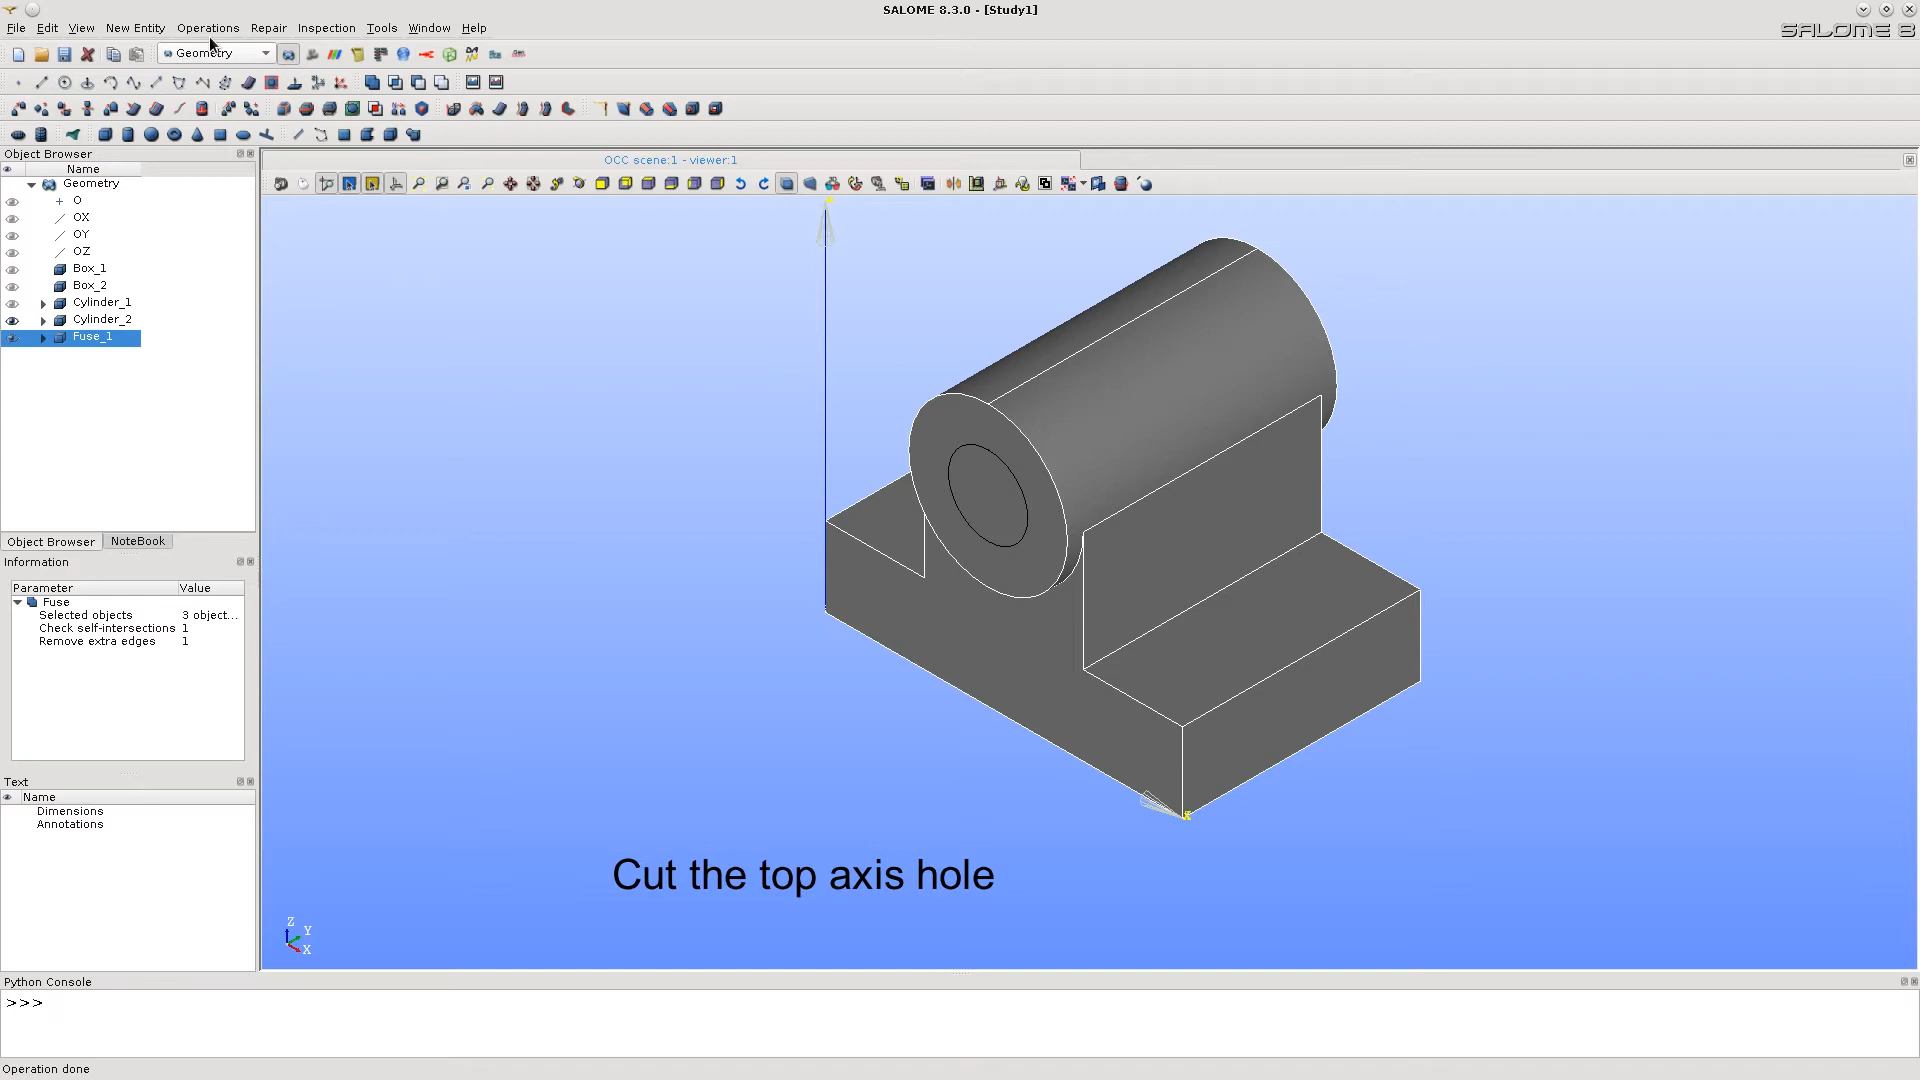 SALOME 8.3.0 - [Study1]
File Edit View New Entity Operations Repair Inspection Tools Window Help
SALOME 8
Geometry
Object Browser
OCC scene:1 - viewer:1
Name
Geometry
O
OX
OY
OZ
Box_1
Box_2
Cylinder_1
Cylinder_2
Fuse_1
Object Browser NoteBook
Information
Parameter Value
Fuse
Selected objects 3 object...
Check self-intersections 1
Remove extra edges 1
Text
Name
Dimensions
Annotations
X
Cut the top axis hole
Z
Y
X
Python Console
>>>
Operation done